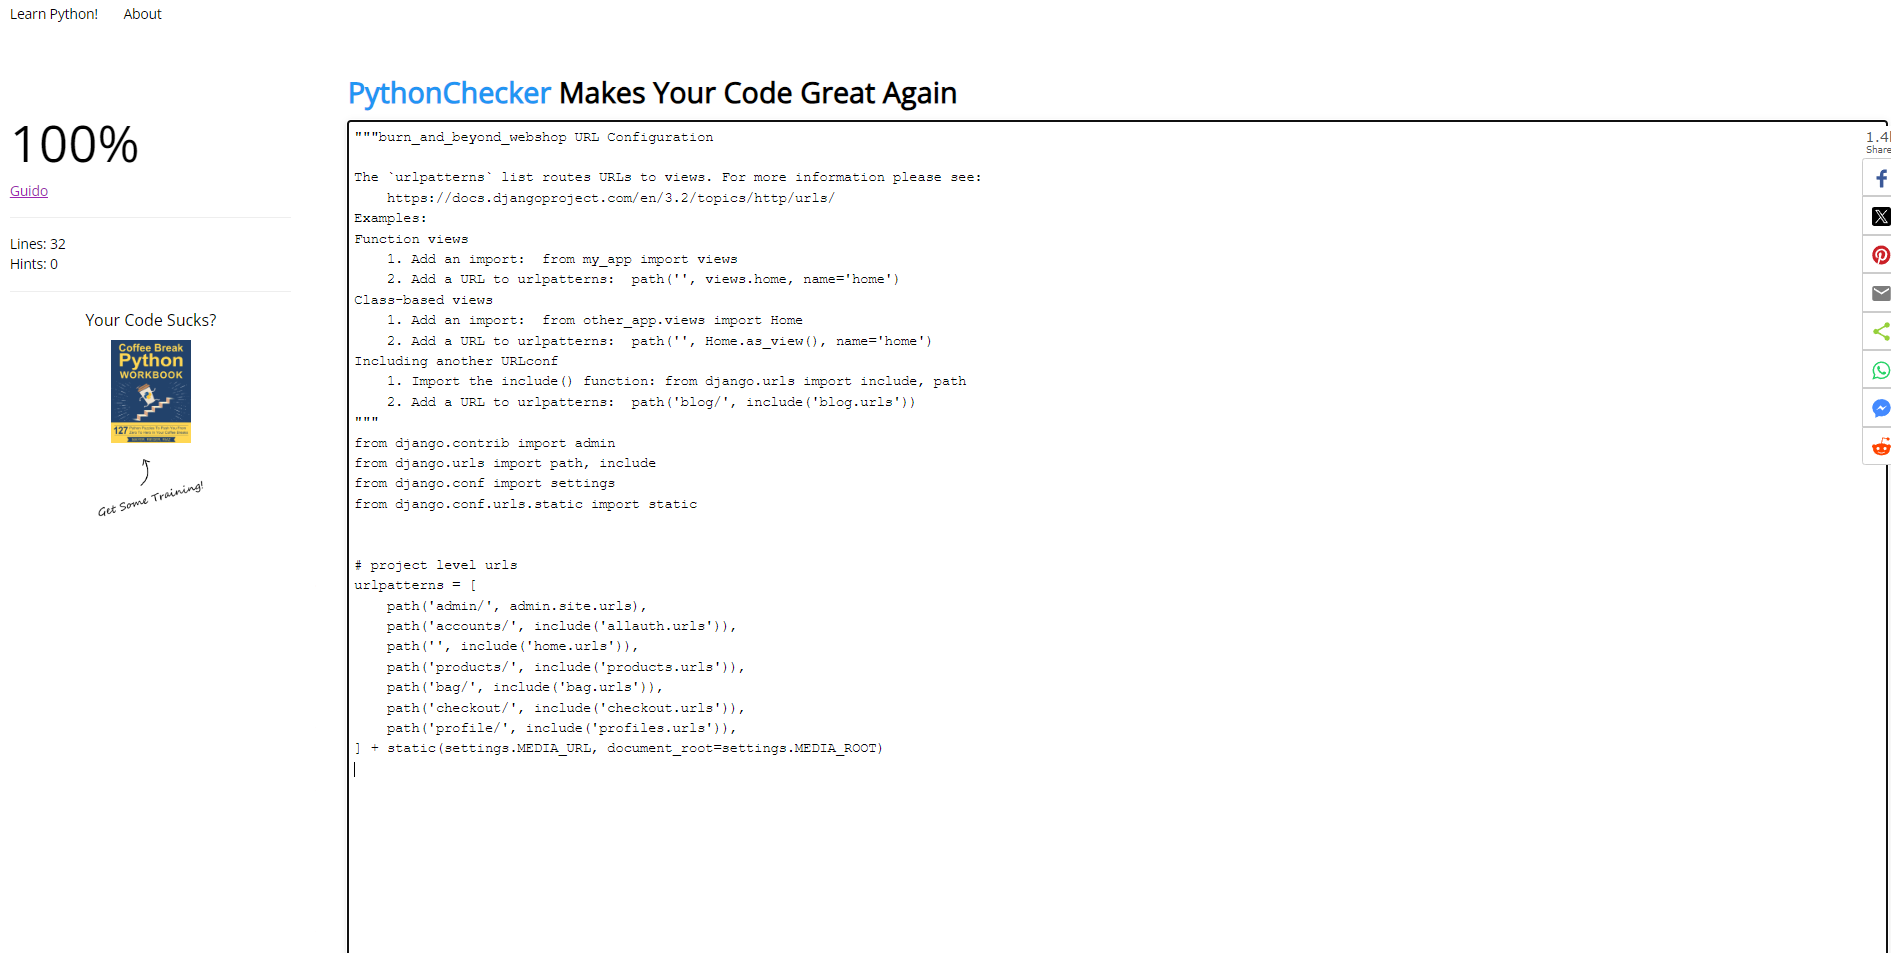 Learn Python! About
PythonChecker Makes Your Code Great Again
100%
Guido
Lines: 32
Hints: 0
Your Code Sucks?
Coffee Break
Python
WORKBOOK
127
Get Some Training!
"""burn_and_beyond_webshop URL Configuration
The `urlpatterns` list routes URLs to views. For more information please see:
    https://docs.djangoproject.com/en/3.2/topics/http/urls/
Examples:
Function views
    1. Add an import:  from my_app import views
    2. Add a URL to urlpatterns:  path('', views.home, name='home')
Class-based views
    1. Add an import:  from other_app.views import Home
    2. Add a URL to urlpatterns:  path('', Home.as_view(), name='home')
Including another URLconf
    1. Import the include() function: from django.urls import include, path
    2. Add a URL to urlpatterns:  path('blog/', include('blog.urls'))
"""
from django.contrib import admin
from django.urls import path, include
from django.conf import settings
from django.conf.urls.static import static
# project level urls
urlpatterns = [
    path('admin/', admin.site.urls),
    path('accounts/', include('allauth.urls')),
    path('', include('home.urls')),
    path('products/', include('products.urls')),
    path('bag/', include('bag.urls')),
    path('checkout/', include('checkout.urls')),
    path('profile/', include('profiles.urls')),
] + static(settings.MEDIA_URL, document_root=settings.MEDIA_ROOT)
1.4
Share